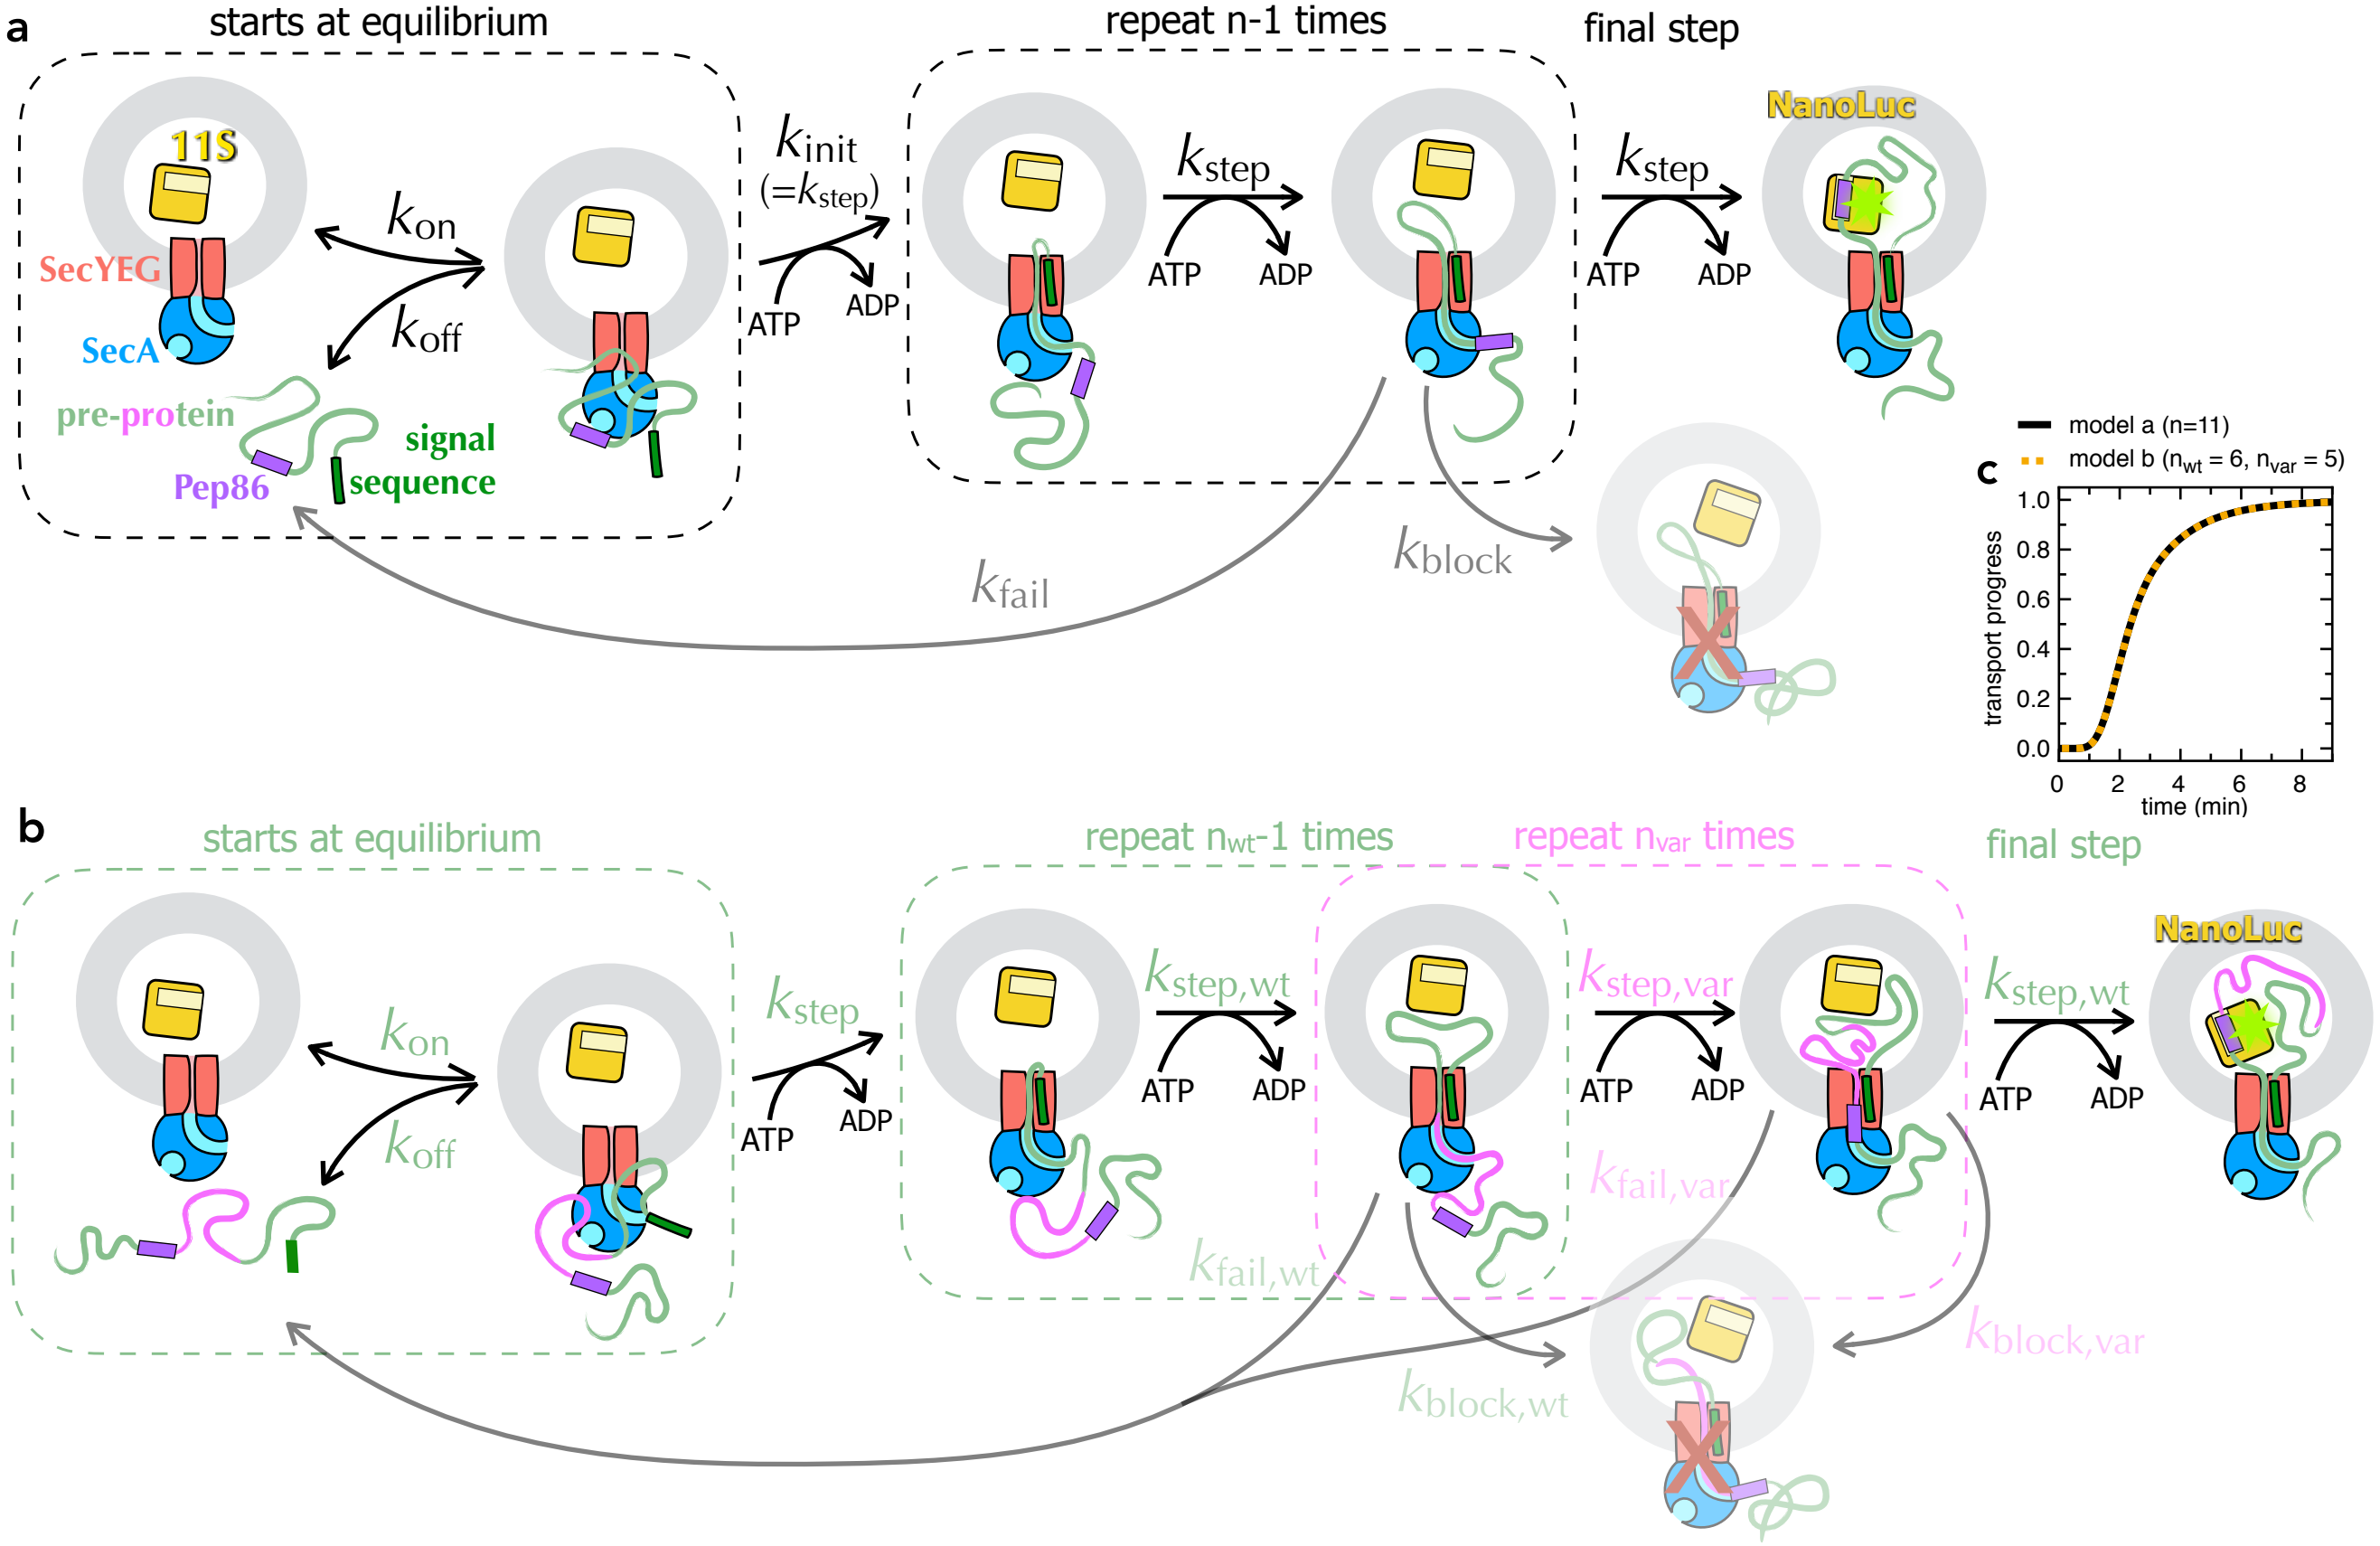 a
starts at equilibrium
repeat n-1 times
final step
11S
SecYEG
SecA
pre-protein
Pep86
signal
sequence
kon
koff
kinit
(=kstep)
ATP
ADP
kstep
ATP
ADP
kstep
ATP
ADP
NanoLuc
kfail
kblock
X
c
model a (n=11)
model b (nwt = 6, nvar = 5)
transport progress
1.0
0.8
0.6
0.4
0.2
0.0
0 2 4 6 8
time (min)
b
starts at equilibrium
repeat nwt-1 times
repeat nvar times
final step
kon
koff
kstep
ATP
ADP
kstep,wt
ATP
ADP
kstep,var
ATP
ADP
kstep,wt
ATP
ADP
NanoLuc
kfail,wt
kfail,var
kblock,wt
kblock,var
X